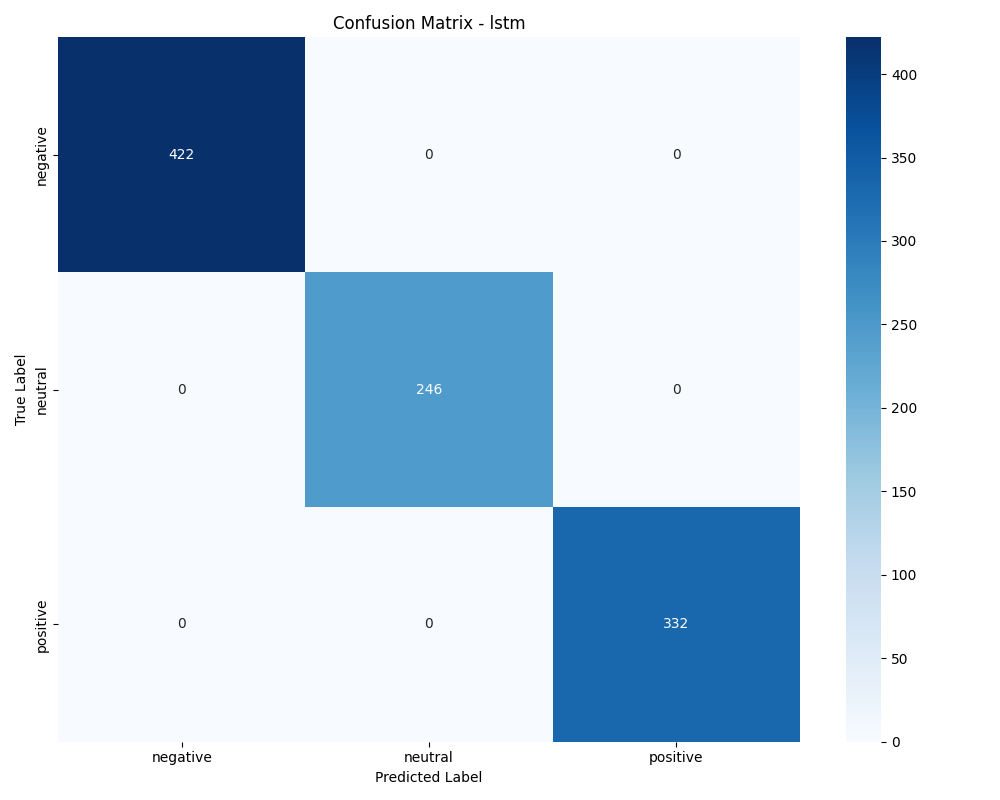 Confusion Matrix - lstm
True Label
negative
422
0
0
neutral
0
246
0
positive
0
0
332
negative
neutral
positive
Predicted Label
400
350
300
250
200
150
100
50
0